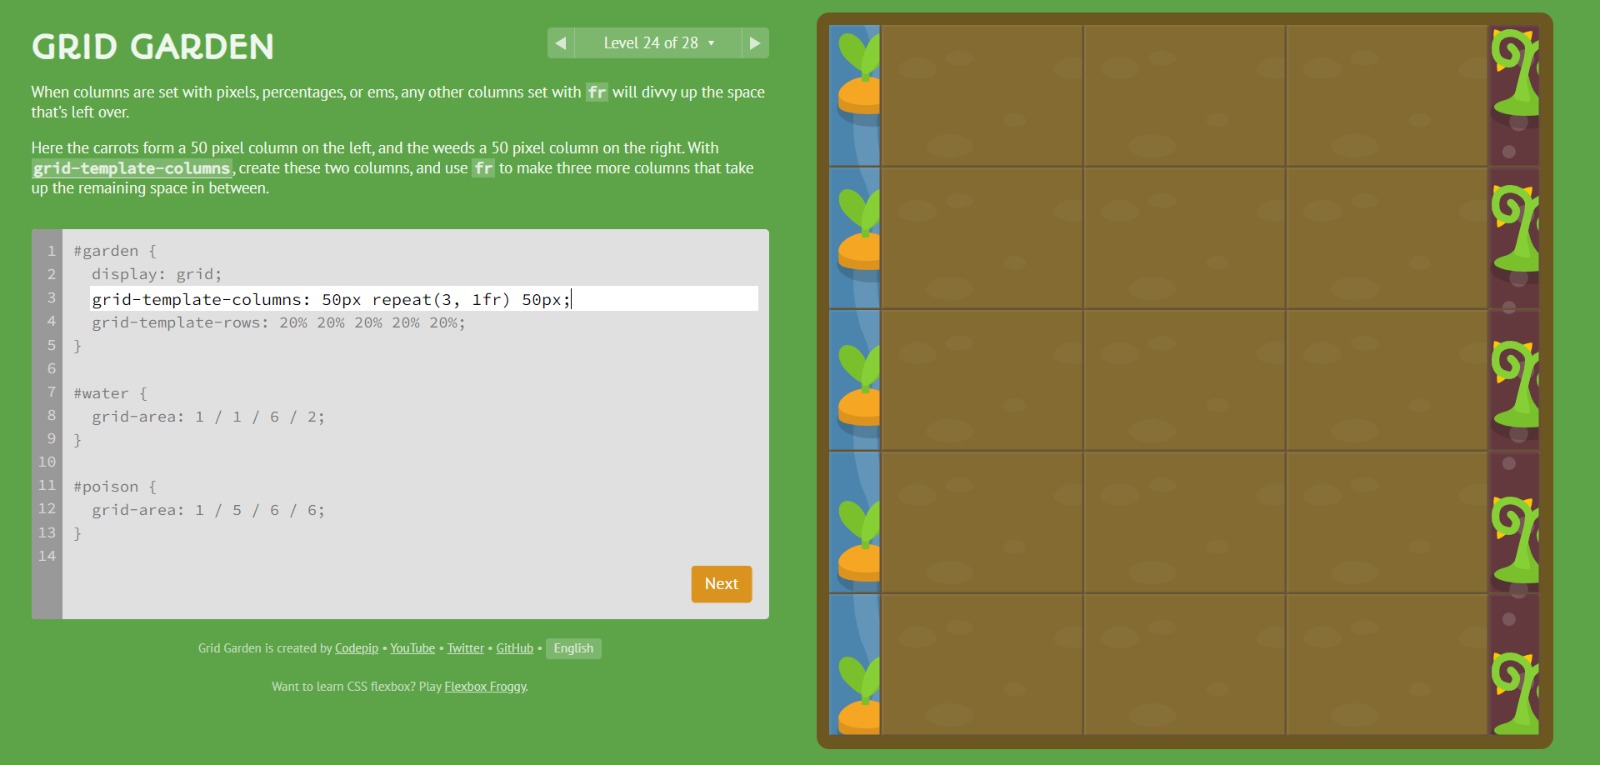 GRID GARDEN
◀ Level 24 of 28 ▾ ▶
When columns are set with pixels, percentages, or ems, any other columns set with fr will divvy up the space
that's left over.
Here the carrots form a 50 pixel column on the left, and the weeds a 50 pixel column on the right. With
grid-template-columns, create these two columns, and use fr to make three more columns that take
up the remaining space in between.
1 #garden {
2 display: grid;
3 grid-template-columns: 50px repeat(3, 1fr) 50px;
4 grid-template-rows: 20% 20% 20% 20% 20%;
5 }
6
7 #water {
8 grid-area: 1 / 1 / 6 / 2;
9 }
10
11 #poison {
12 grid-area: 1 / 5 / 6 / 6;
13 }
14
Next
Grid Garden is created by Codepip • YouTube • Twitter • GitHub • English
Want to learn CSS flexbox? Play Flexbox Froggy.